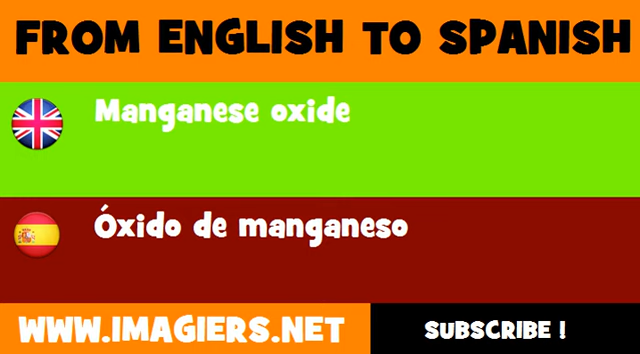 FROM ENGLISH TO SPANISH
Manganese oxide
Óxido de manganeso
WWW.IMAGIERS.NET
SUBSCRIBE !